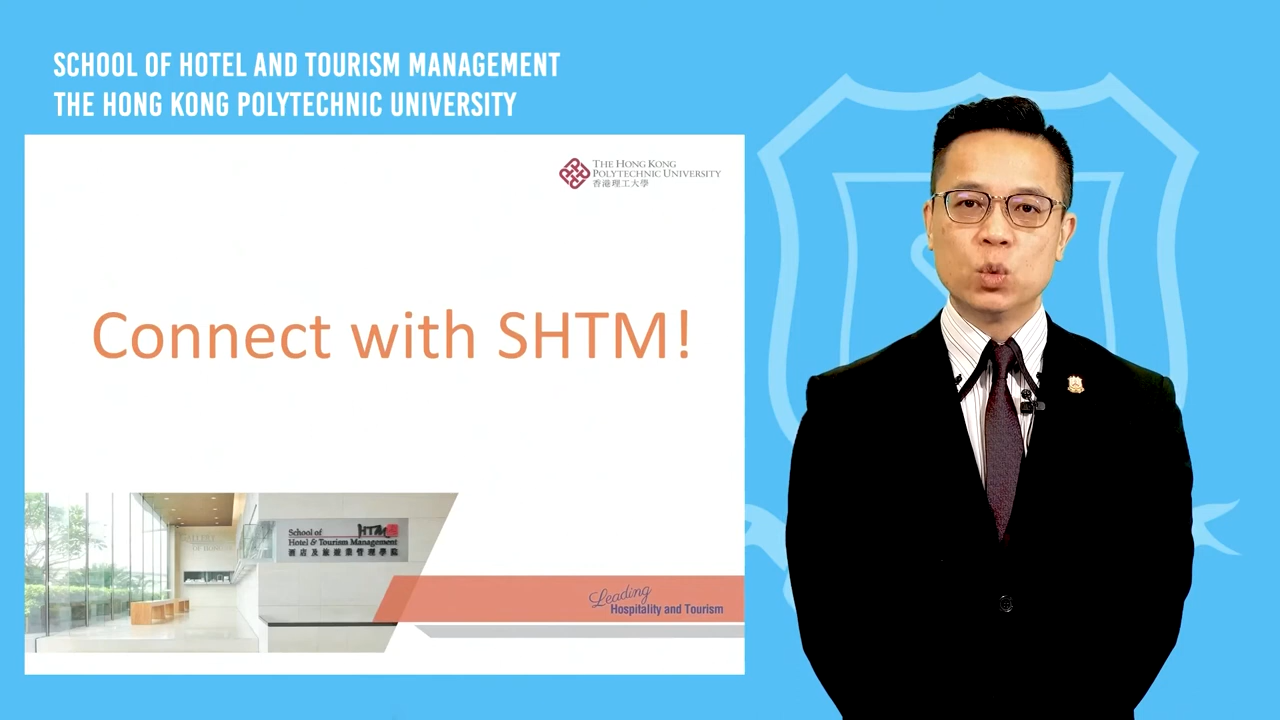 SCHOOL OF HOTEL AND TOURISM MANAGEMENT
THE HONG KONG POLYTECHNIC UNIVERSITY
THE HONG KONG
POLYTECHNIC UNIVERSITY
香港理工大學
Connect with SHTM!
School of
HTM
Hotel & Tourism Management
酒店及旅遊業管理學院
Leading
Hospitality and Tourism